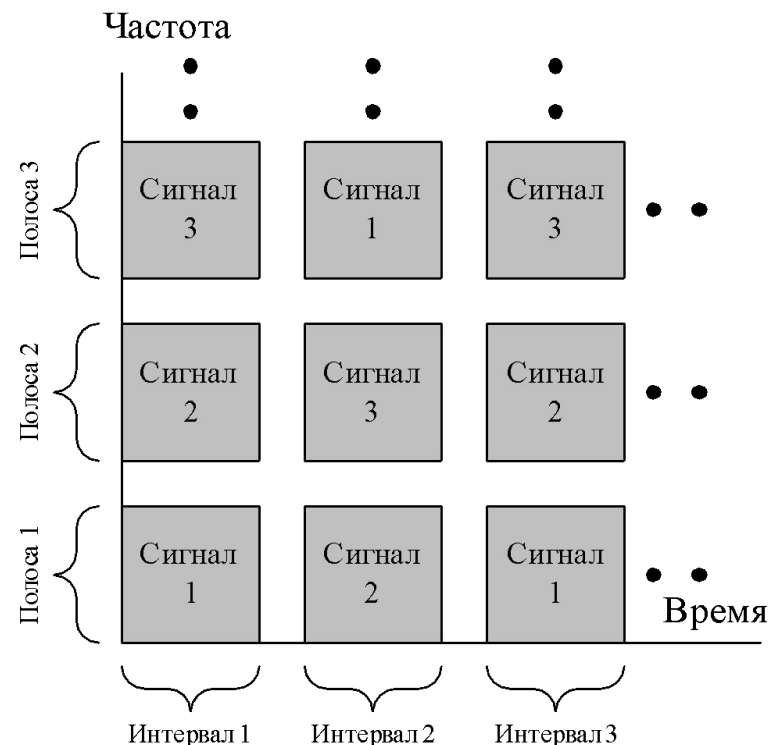 Частота
Полоса 3
Сигнал
3
Сигнал
1
Сигнал
3
Полоса 2
Сигнал
2
Сигнал
3
Сигнал
2
Полоса 1
Сигнал
1
Сигнал
2
Сигнал
1
Время
Интервал 1
Интервал 2
Интервал 3